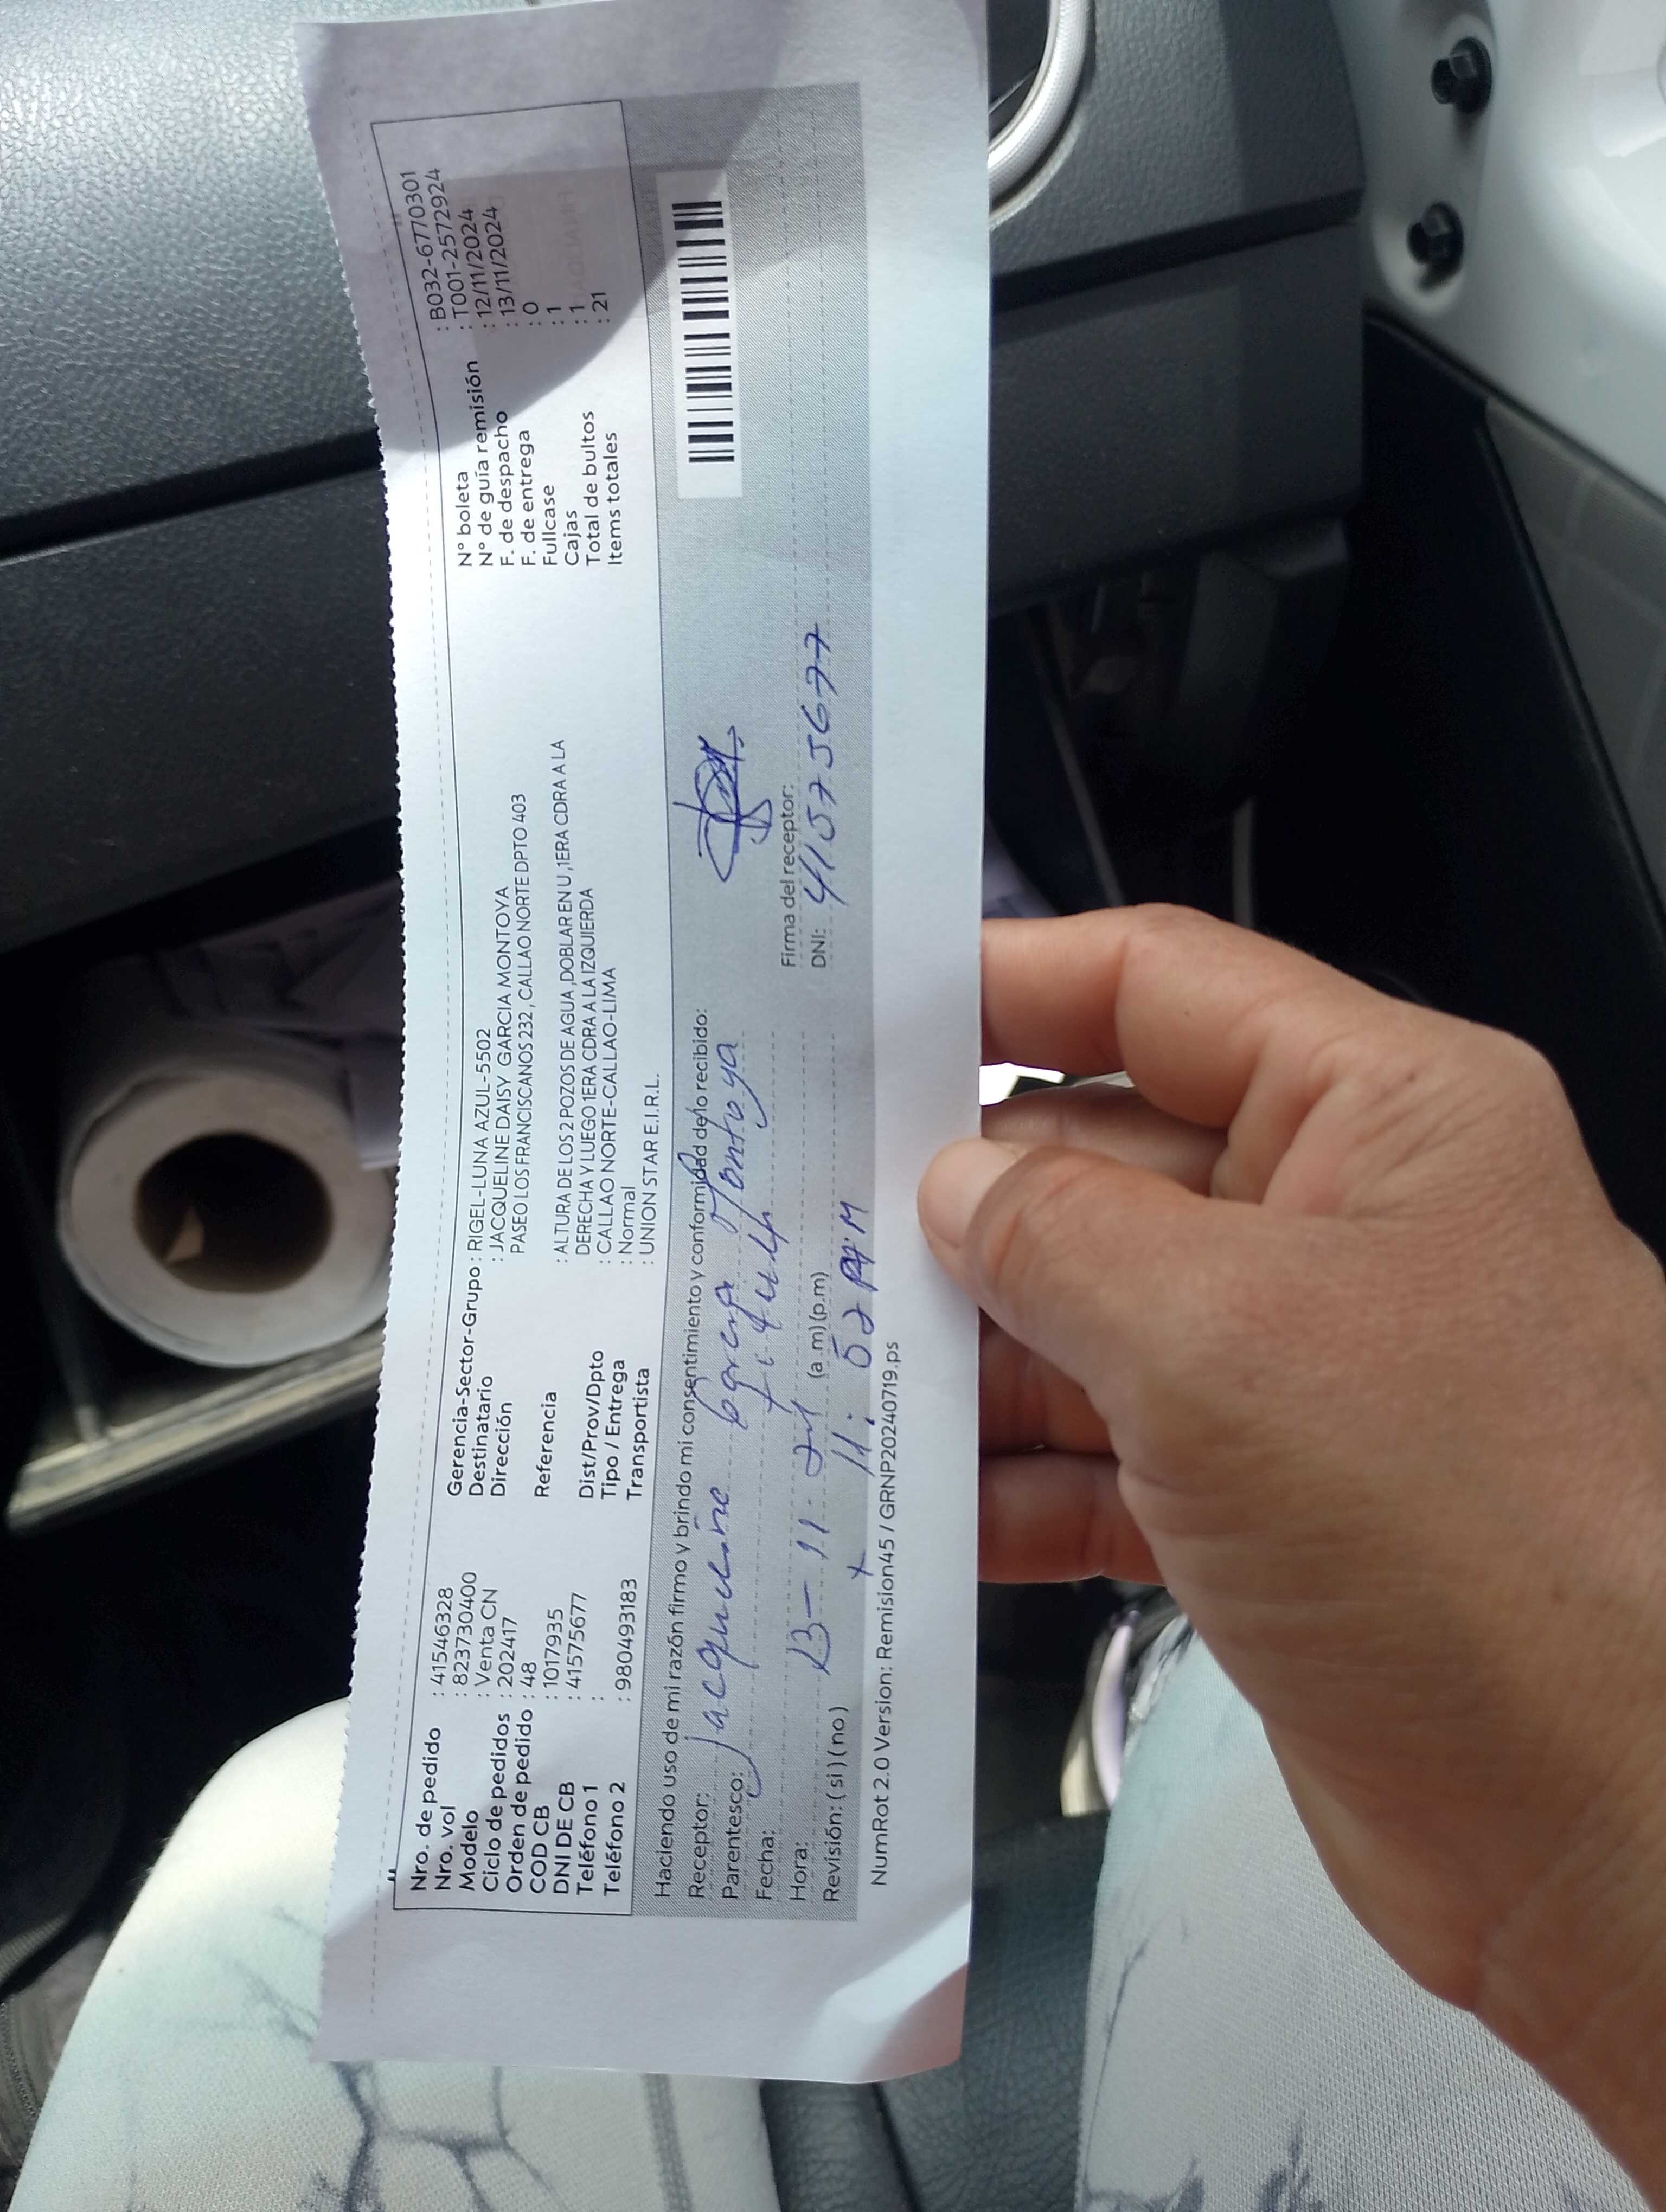 Nro. de pedido : 41546328
Nro. vol : 823730400
Modelo : Venta CN
Ciclo de pedidos : 202417
Orden de pedido : 48
COD CB : 1017935
DNI DE CB : 41575677
Teléfono 1 :
Teléfono 2 : 980493183
Gerencia-Sector-Grupo : RIGEL-LUNA AZUL-5502
Destinatario : JACQUELINE DAISY GARCIA MONTOYA
Dirección PASEO LOS FRANCISCANOS 232, CALLAO NORTE DPTO 403
Referencia : ALTURA DE LOS 2 POZOS DE AGUA ,DOBLAR EN U ,1ERA CDRA A LA
DERECHA Y LUEGO 1ERA CDRA A LA IZQUIERDA
Dist/Prov/Dpto : CALLAO NORTE-CALLAO-LIMA
Tipo / Entrega : Normal
Transportista : UNION STAR E.I.R.L.
N° boleta : B032-6770301
N° de guía remisión : T001-2572924
F. de despacho : 12/11/2024
F. de entrega : 13/11/2024
Fullcase : 0
Cajas : 1
Total de bultos : 1
Items totales : 21
Haciendo uso de mi razón firmo y brindo mi consentimiento y conformidad de lo recibido:
Receptor: Jacqueline Garcia Montoya
Parentesco:
Fecha: 13-11-24
Hora: 11:52 (a.m)(p.m)
Revisión: (si)(no)
Firma del receptor:
DNI: 41575677
NumRot 2.0 Version: Remision45 / GRNP20240719.ps